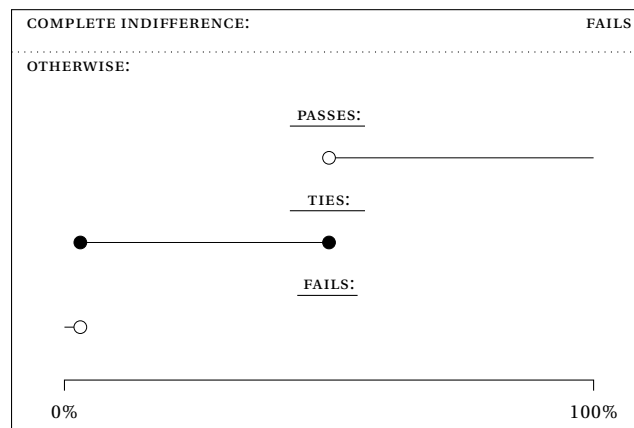 COMPLETE INDIFFERENCE: FAILS
OTHERWISE:
PASSES:
TIES:
FAILS:
0% 100%